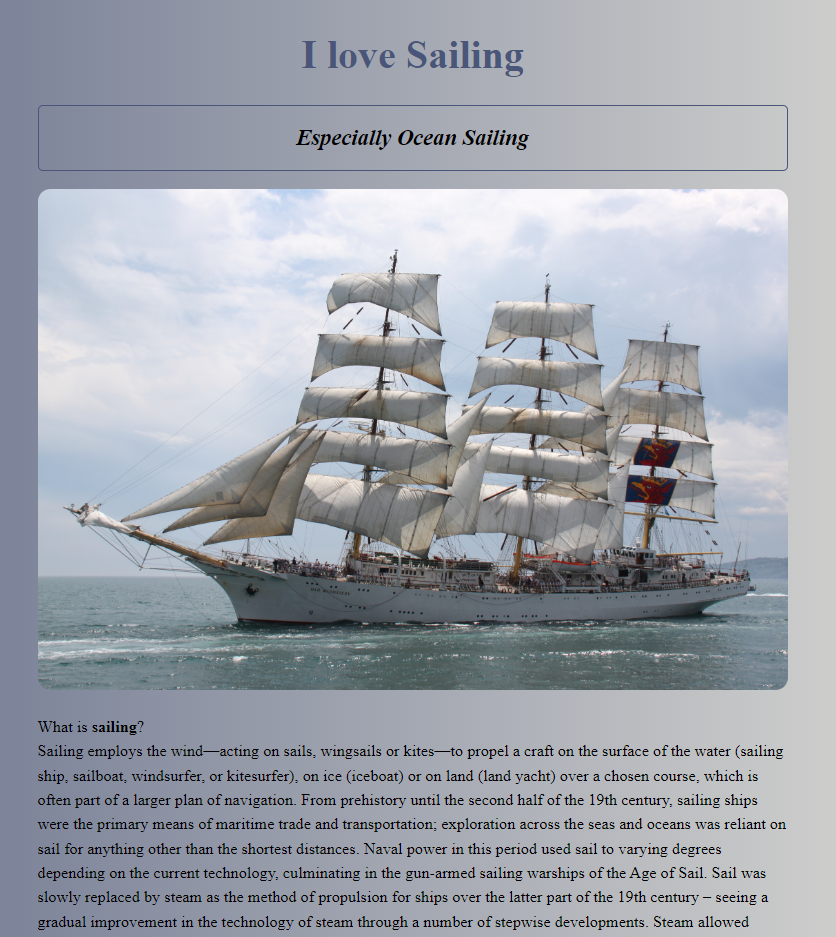 I love Sailing
Especially Ocean Sailing
What is sailing?
Sailing employs the wind—acting on sails, wingsails or kites—to propel a craft on the surface of the water (sailing
ship, sailboat, windsurfer, or kitesurfer), on ice (iceboat) or on land (land yacht) over a chosen course, which is
often part of a larger plan of navigation. From prehistory until the second half of the 19th century, sailing ships
were the primary means of maritime trade and transportation; exploration across the seas and oceans was reliant on
sail for anything other than the shortest distances. Naval power in this period used sail to varying degrees
depending on the current technology, culminating in the gun-armed sailing warships of the Age of Sail. Sail was
slowly replaced by steam as the method of propulsion for ships over the latter part of the 19th century – seeing a
gradual improvement in the technology of steam through a number of stepwise developments. Steam allowed